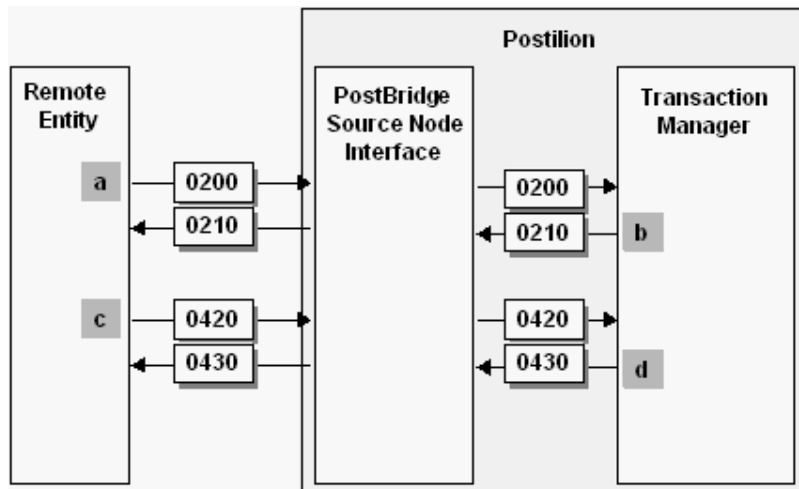 Postilion
Remote
Entity
PostBridge
Source Node
Interface
Transaction
Manager
a
0200
0200
0210
0210
b
c
0420
0420
0430
0430
d